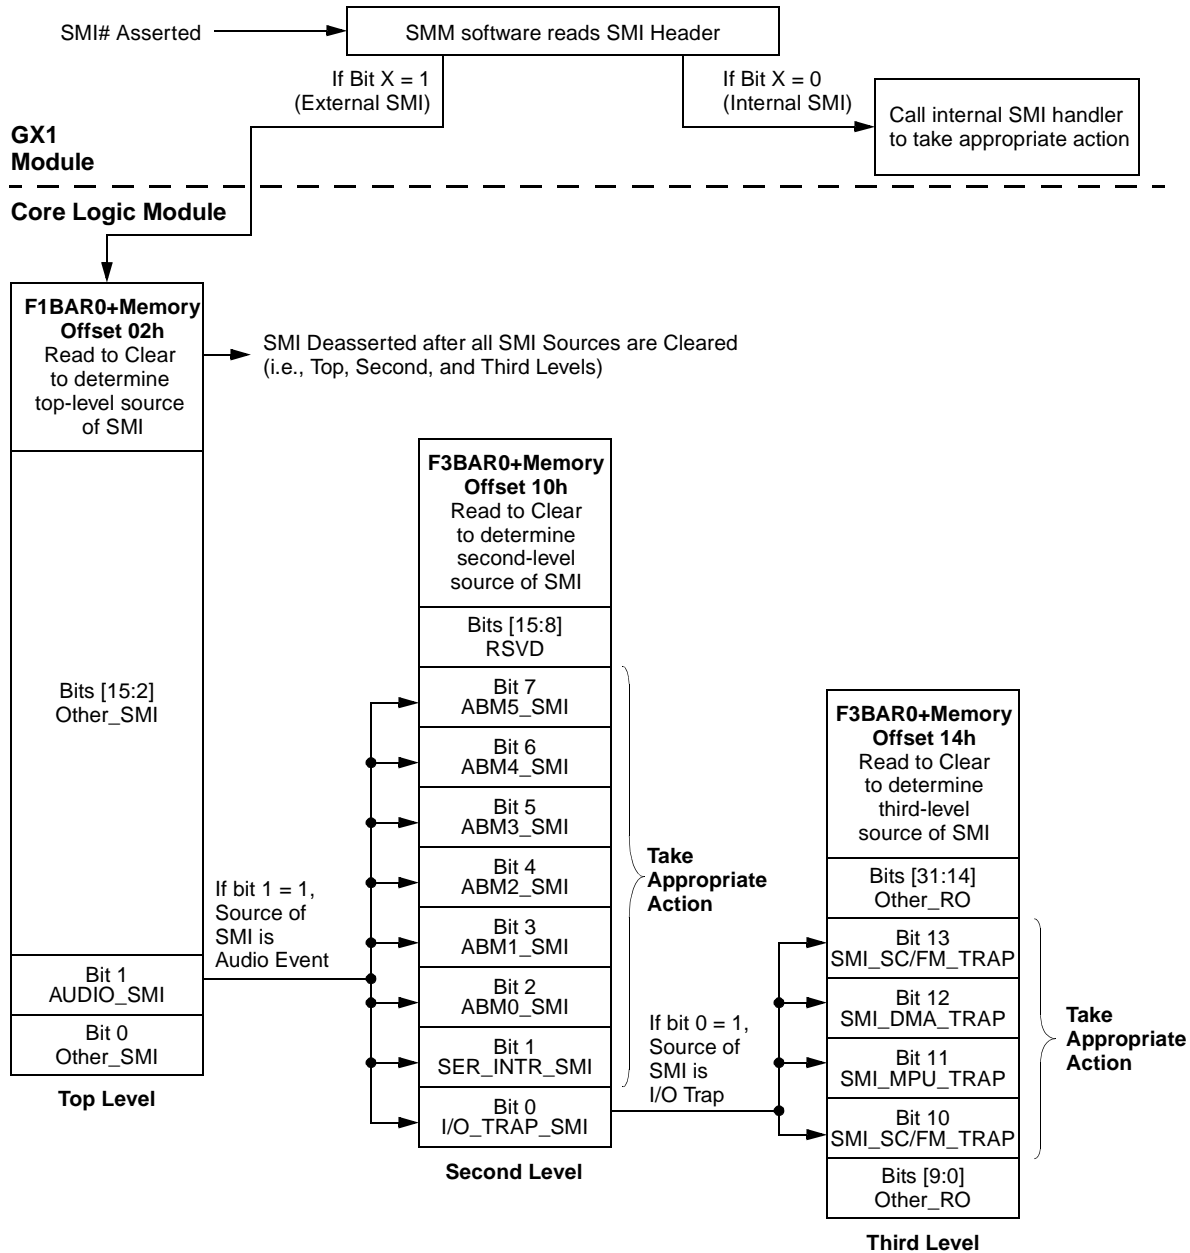 SMI# Asserted
SMM software reads SMI Header
If Bit X = 1
(External SMI)
If Bit X = 0
(Internal SMI)
Call internal SMI handler
to take appropriate action
GX1
Module
Core Logic Module
F1BAR0+Memory
Offset 02h
Read to Clear
to determine
top-level source
of SMI
SMI Deasserted after all SMI Sources are Cleared
(i.e., Top, Second, and Third Levels)
Bits [15:2]
Other_SMI
Bit 1
AUDIO_SMI
Bit 0
Other_SMI
Top Level
If bit 1 = 1,
Source of
SMI is
Audio Event
F3BAR0+Memory
Offset 10h
Read to Clear
to determine
second-level
source of SMI
Bits [15:8]
RSVD
Bit 7
ABM5_SMI
Bit 6
ABM4_SMI
Bit 5
ABM3_SMI
Bit 4
ABM2_SMI
Bit 3
ABM1_SMI
Bit 2
ABM0_SMI
Bit 1
SER_INTR_SMI
Bit 0
I/O_TRAP_SMI
Second Level
Take
Appropriate
Action
If bit 0 = 1,
Source of
SMI is
I/O Trap
F3BAR0+Memory
Offset 14h
Read to Clear
to determine
third-level
source of SMI
Bits [31:14]
Other_RO
Bit 13
SMI_SC/FM_TRAP
Bit 12
SMI_DMA_TRAP
Bit 11
SMI_MPU_TRAP
Bit 10
SMI_SC/FM_TRAP
Bits [9:0]
Other_RO
Third Level
Take
Appropriate
Action